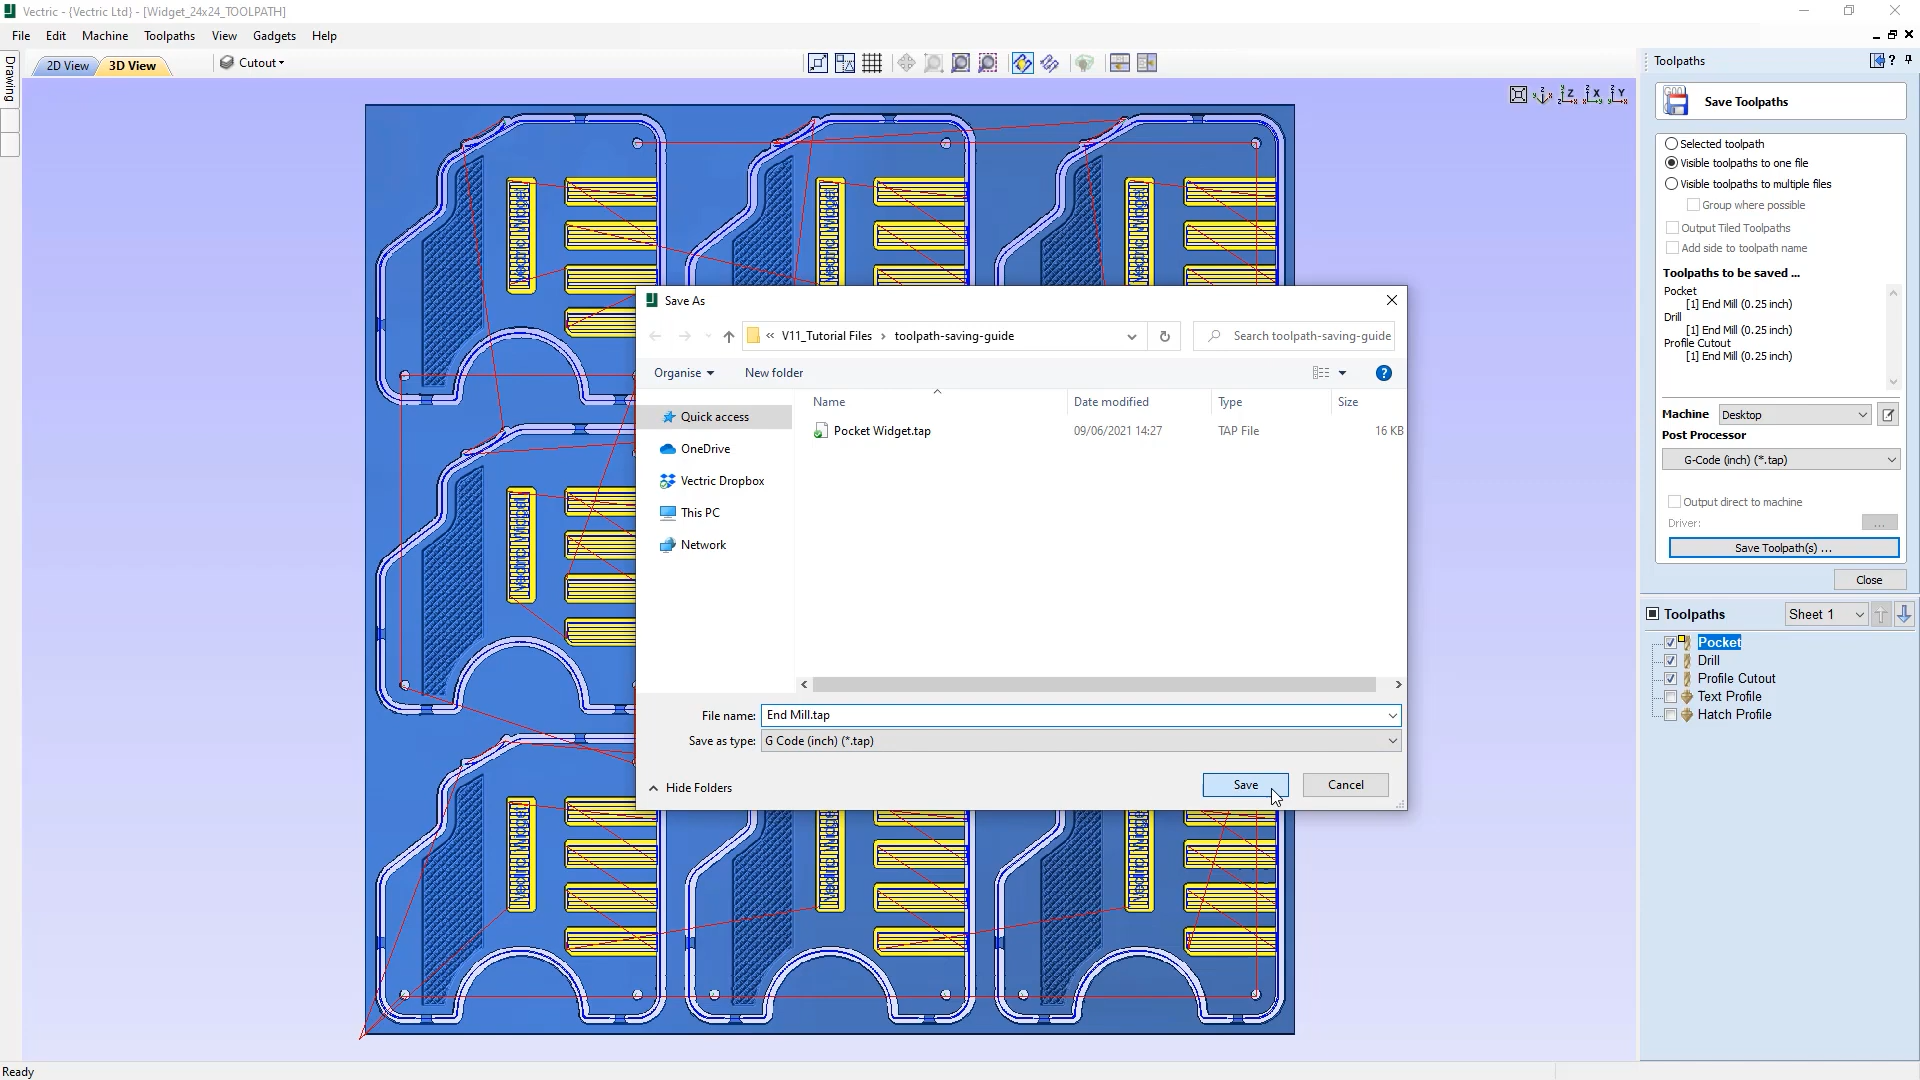 Vectric - {Vectric Ltd} - [Widget_24x24_TOOLPATH]
File Edit Machine Toolpaths View Gadgets Help
Drawing
2D View 3D View Cutout
Toolpaths
Save Toolpaths
Selected toolpath
Visible toolpaths to one file
Visible toolpaths to multiple files
Group where possible
Output Tiled Toolpaths
Add side to toolpath name
Toolpaths to be saved ...
Pocket
[1] End Mill (0.25 inch)
Drill
[1] End Mill (0.25 inch)
Profile Cutout
[1] End Mill (0.25 inch)
Machine Desktop
Post Processor
G-Code (inch) (*.tap)
Output direct to machine
Driver: ...
Save Toolpath(s) ...
Close
Toolpaths Sheet 1
Pocket
Drill
Profile Cutout
Text Profile
Hatch Profile
Save As
« V11_Tutorial Files › toolpath-saving-guide
Search toolpath-saving-guide
Organise New folder
Name Date modified Type Size
Pocket Widget.tap 09/06/2021 14:27 TAP File 16 KB
Quick access
OneDrive
Vectric Dropbox
This PC
Network
File name: End Mill.tap
Save as type: G Code (inch) (*.tap)
Hide Folders
Save Cancel
Ready